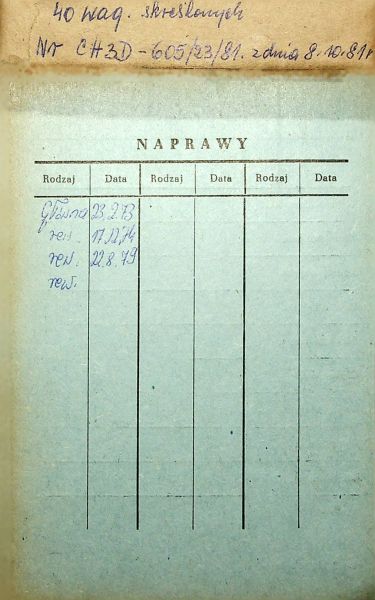 40 wag. skreślonych
Nr CH3D-605/23/81. z dnia 8.10.81r
NAPRAWY
Rodzaj Data Rodzaj Data Rodzaj Data
Główna 23.2.73
rew. 17.12.74
rew. 22.8.79
rew.